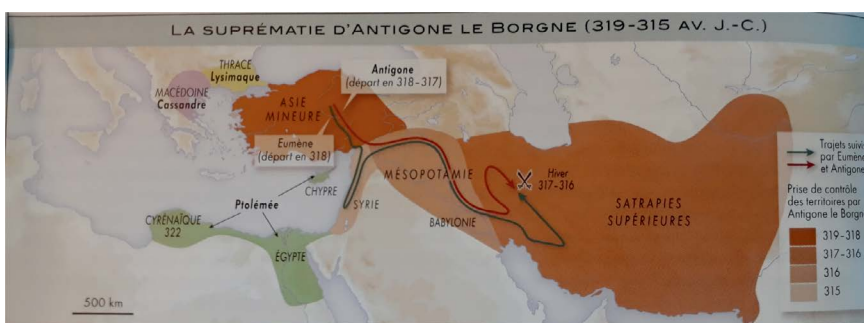 LA SUPRÉMATIE D'ANTIGONE LE BORGNE (319-315 AV. J.-C.)
THRACE
Lysimaque
MACÉDOINE
Cassandre
Antigone
(départ en 318-317)
ASIE
MINEURE
Eumène
(départ en 318)
CHYPRE
Ptolémée
CYRÉNAÏQUE
322
ÉGYPTE
SYRIE
MÉSOPOTAMIE
BABYLONIE
Hiver
317-316
SATRAPIES
SUPÉRIEURES
500 km
Trajets suivi
par Eumène
et Antigone
Prise de contrôle
des territoires par
Antigone le Borgn
319-318
317-316
316
315